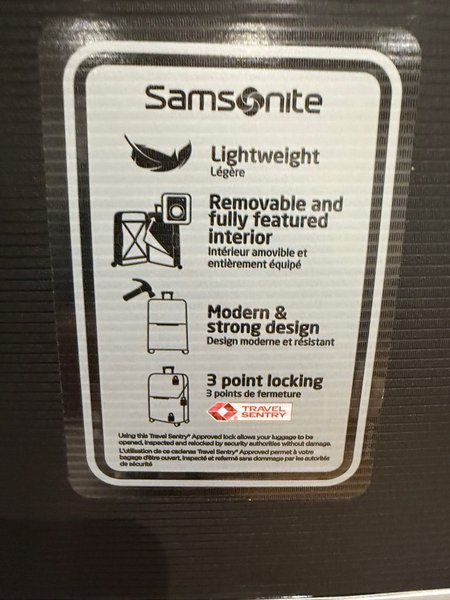 Samsonite
Lightweight
Légère
Removable and
fully featured
interior
Intérieur amovible et
entièrement équipé
Modern &
strong design
Design moderne et résistant
3 point locking
3 points de fermeture
TRAVEL
SENTRY
Using this Travel Sentry® Approved lock allows your luggage to be
opened, inspected and relocked by security authorities without damage.
L'utilisation de ce cadenas Travel Sentry® Approved permet à votre
bagage d'être ouvert, inspecté et refermé sans dommage par les autorités
de sécurité